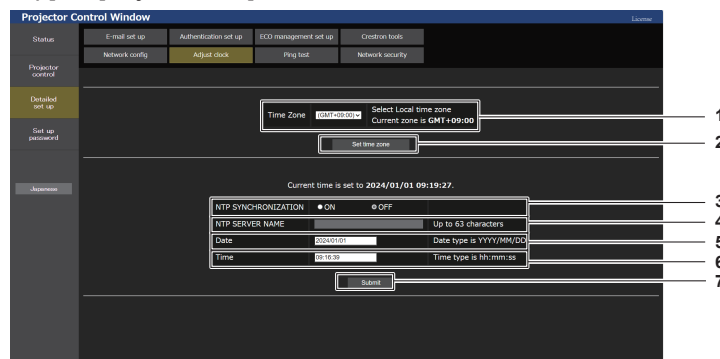 Projector Control Window
License
Status
E-mail set up
Authentication set up
ECO management set up
Crestron tools
Network config
Adjust clock
Ping test
Network security
Projector
control
Detailed
set up
Set up
password
Japanese
Time Zone
(GMT+09:00)
Select Local time zone
Current zone is GMT+09:00
1
Set time zone
2
Current time is set to 2024/01/01 09:19:27.
NTP SYNCHRONIZATION
ON
OFF
3
NTP SERVER NAME
Up to 63 characters
4
Date
2024/01/01
Date type is YYYY/MM/DD
5
Time
09:16:39
Time type is hh:mm:ss
6
Submit
7